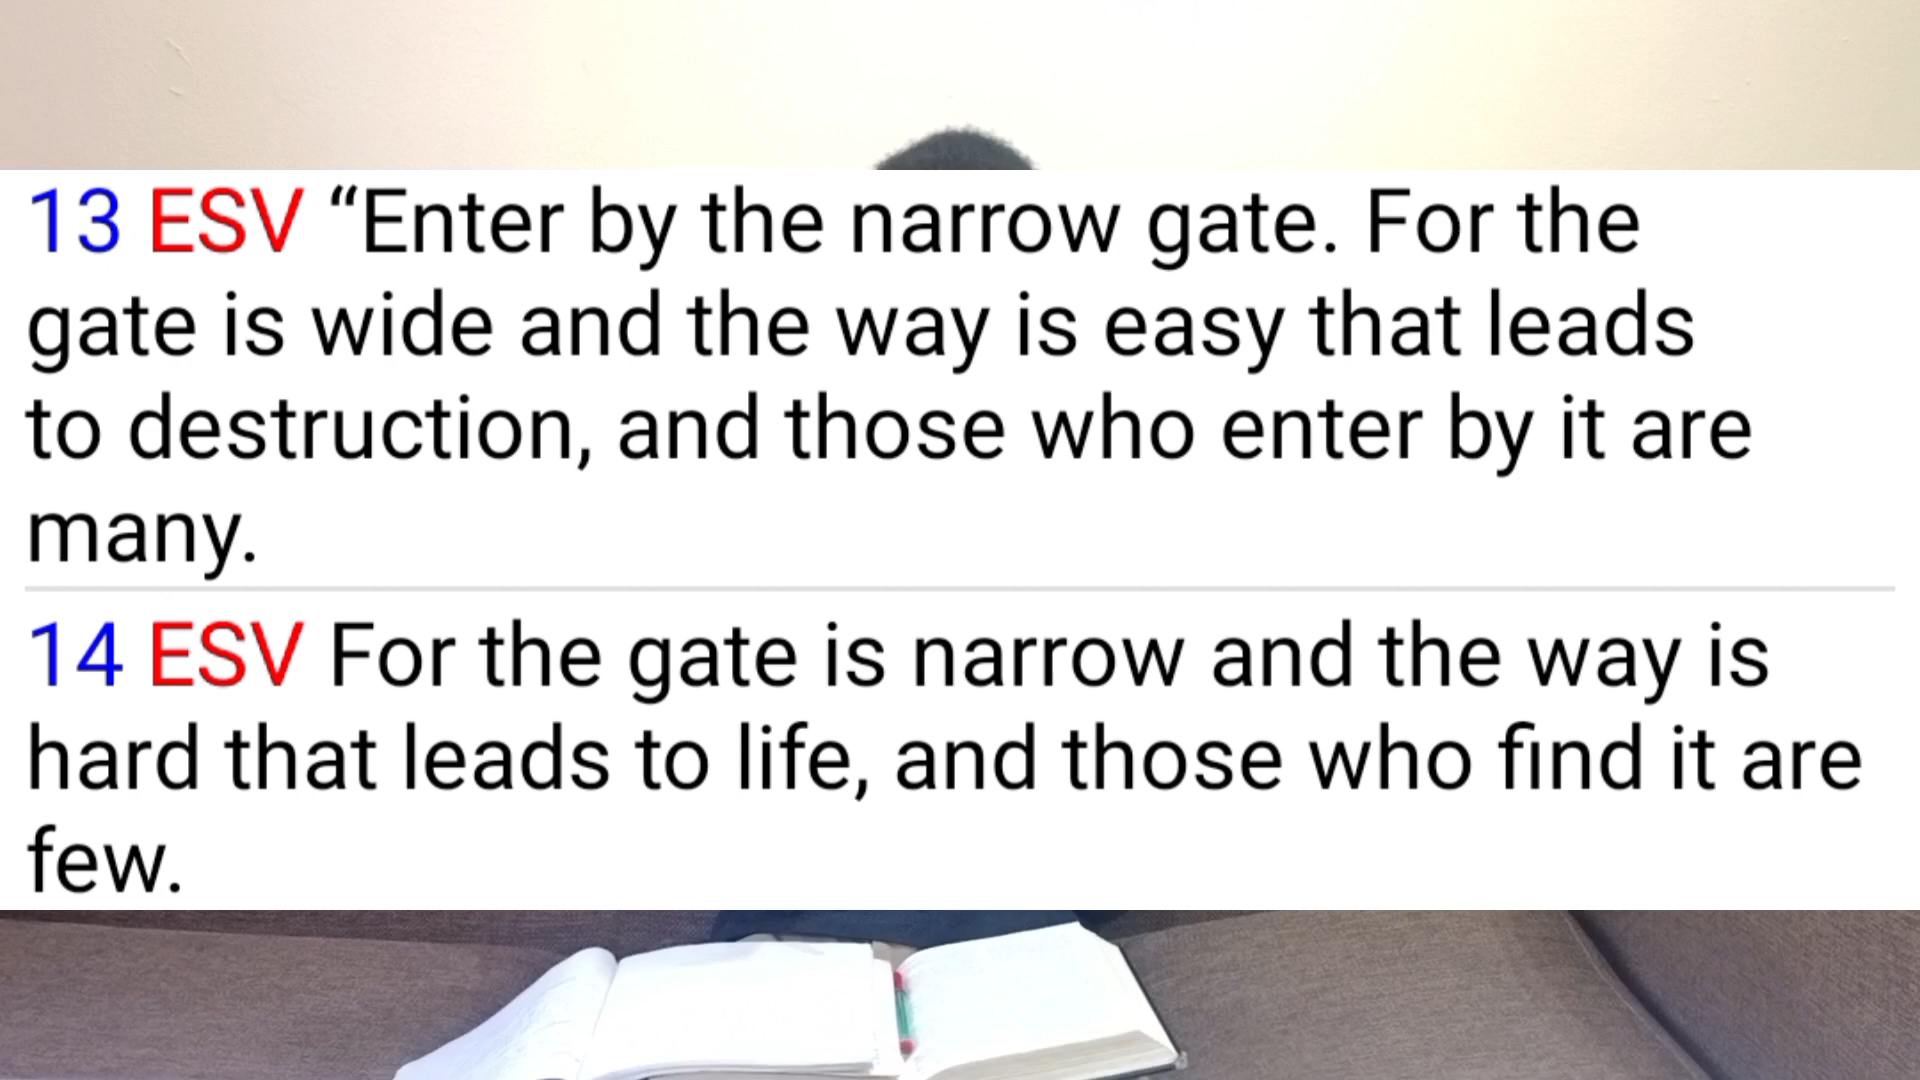 13 ESV “Enter by the narrow gate. For the
gate is wide and the way is easy that leads
to destruction, and those who enter by it are
many.
14 ESV For the gate is narrow and the way is
hard that leads to life, and those who find it are
few.